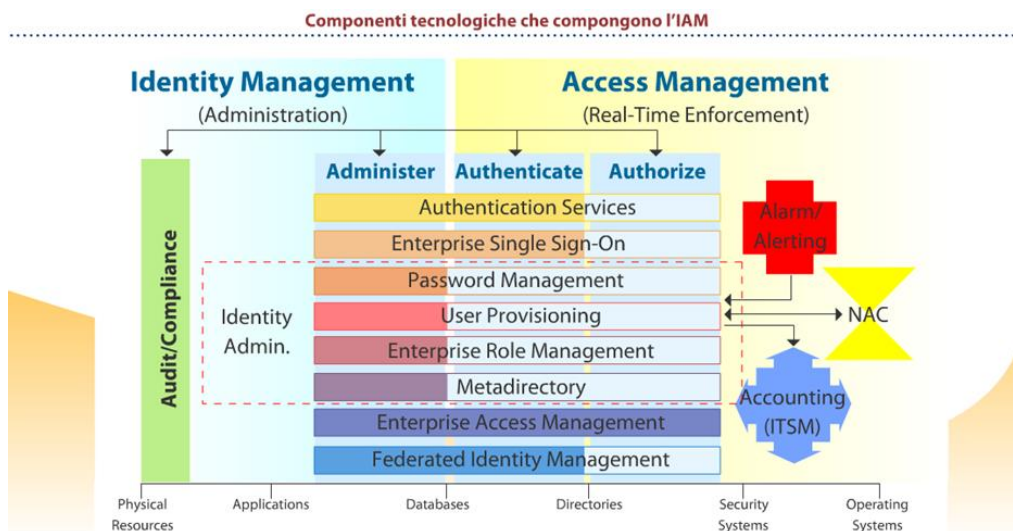 Componenti tecnologiche che compongono l'IAM
Identity Management
(Administration)
Access Management
(Real-Time Enforcement)
Administer
Authenticate
Authorize
Audit/Compliance
Authentication Services
Enterprise Single Sign-On
Password Management
User Provisioning
Enterprise Role Management
Metadirectory
Enterprise Access Management
Federated Identity Management
Identity
Admin.
Alarm/
Alerting
NAC
Accounting
(ITSM)
Physical
Resources
Applications
Databases
Directories
Security
Systems
Operating
Systems